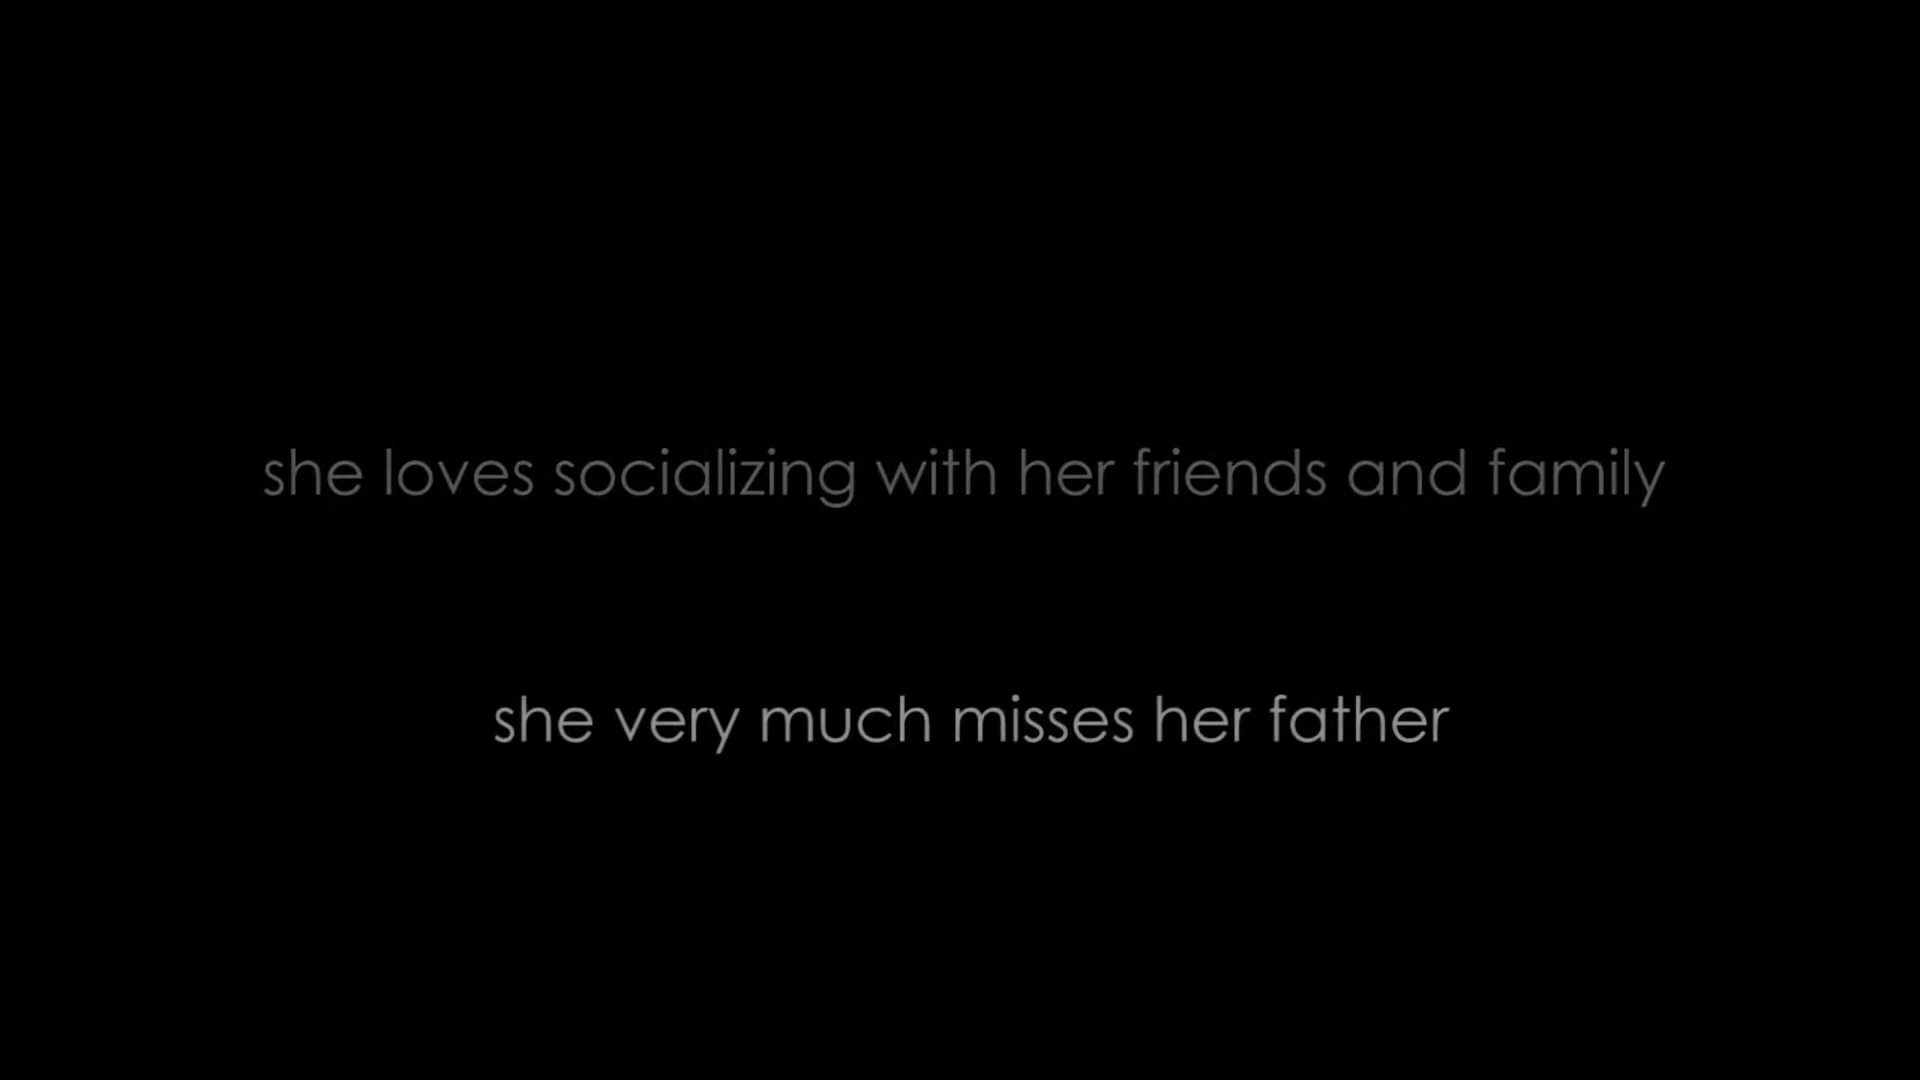 she loves socializing with her friends and family
she very much misses her father